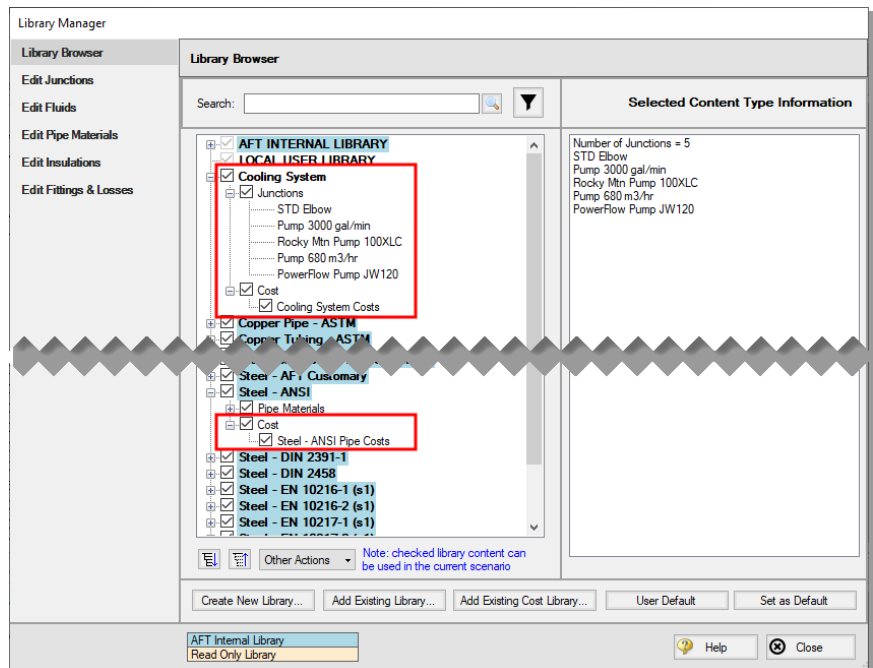 Library Manager
Library Browser
Edit Junctions
Edit Fluids
Edit Pipe Materials
Edit Insulations
Edit Fittings & Losses
Library Browser
Search:
Selected Content Type Information
AFT INTERNAL LIBRARY
LOCAL USER LIBRARY
Cooling System
Junctions
STD Elbow
Pump 3000 gal/min
Rocky Mtn Pump 100XLC
Pump 680 m3/hr
PowerFlow Pump JW120
Cost
Cooling System Costs
Copper Pipe - ASTM
Copper Tubing - ASTM
Steel - AFT Customary
Steel - ANSI
Pipe Materials
Cost
Steel - ANSI Pipe Costs
Steel - DIN 2391-1
Steel - DIN 2458
Steel - EN 10216-1 (s1)
Steel - EN 10216-2 (s1)
Steel - EN 10217-1 (s1)
Number of Junctions = 5
STD Elbow
Pump 3000 gal/min
Rocky Mtn Pump 100XLC
Pump 680 m3/hr
PowerFlow Pump JW120
Other Actions
Note: checked library content can
be used in the current scenario
Create New Library...
Add Existing Library...
Add Existing Cost Library...
User Default
Set as Default
AFT Internal Library
Read Only Library
Help
Close